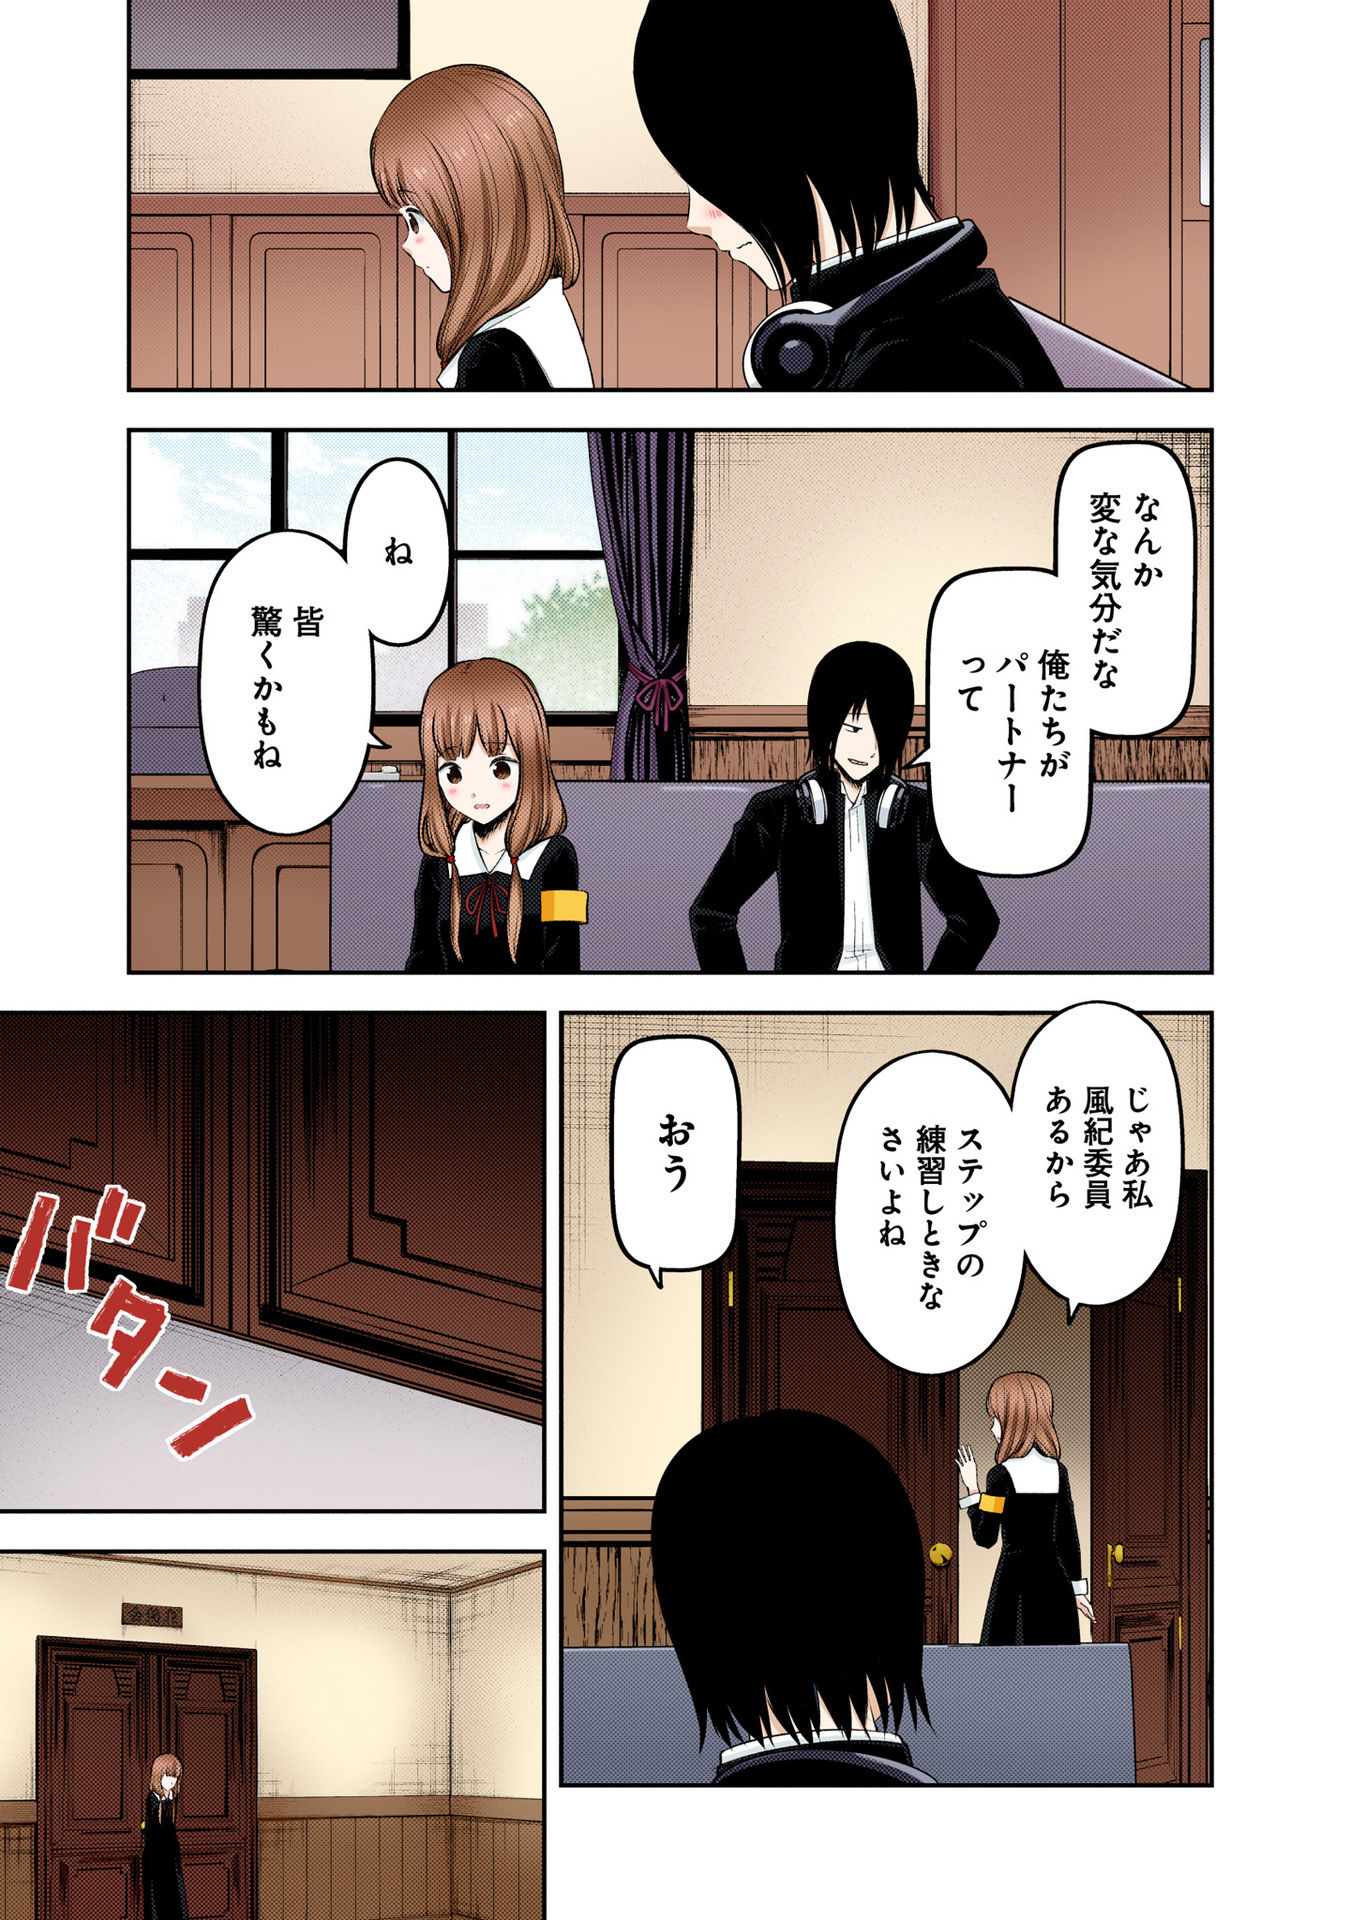 なんか
変な気分だな
俺たちが
パートナー
って
ね
皆
驚くかもね
じゃあ私
風紀委員
あるから
ステップの
練習しときな
さいよね
おう
バタン